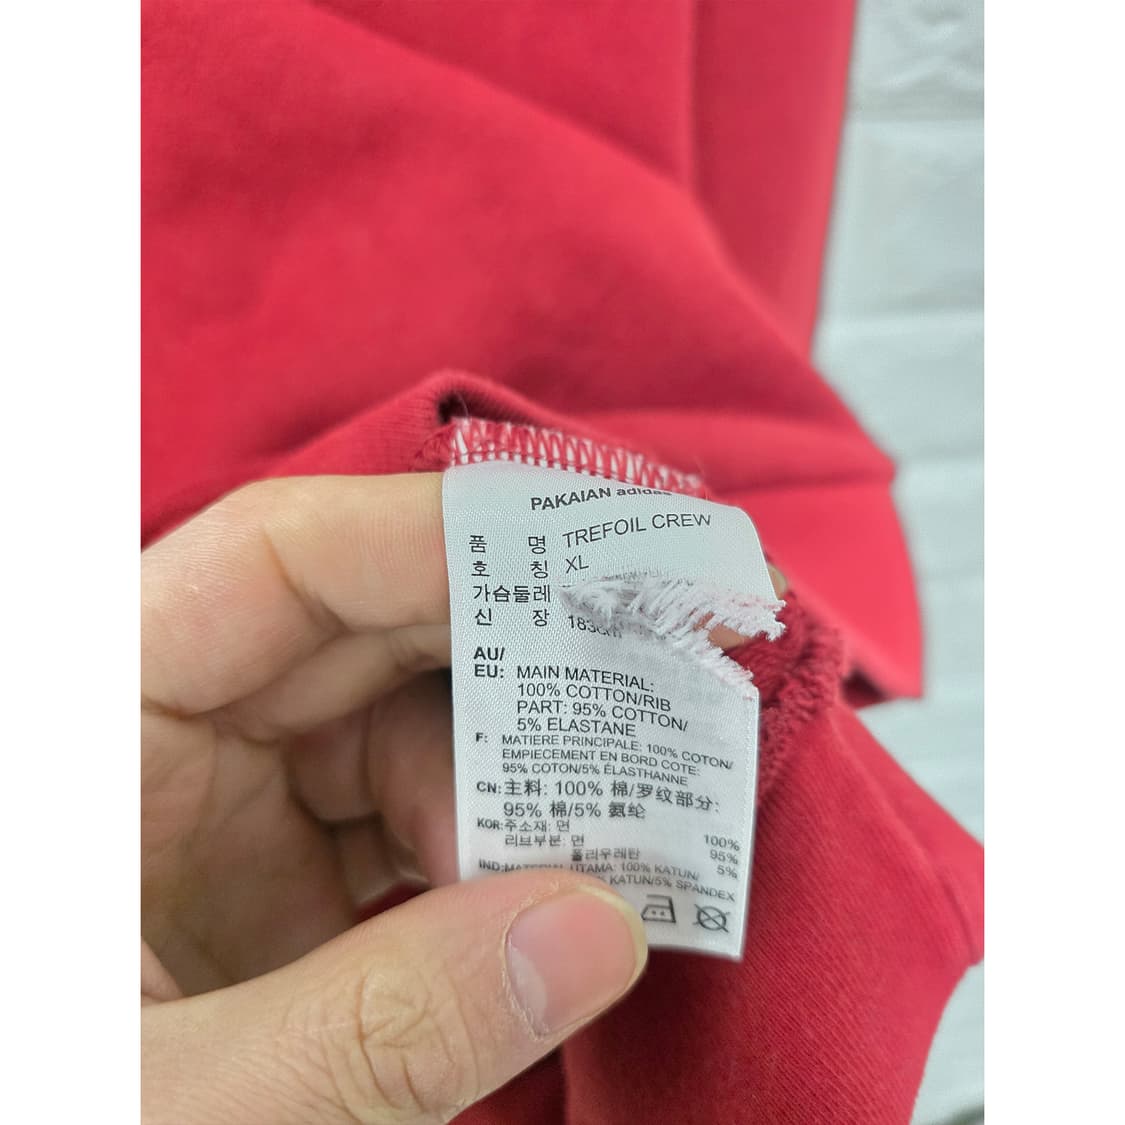 PAKAIAN adidas
품 명 TREFOIL CREW
호 칭 XL
가슴둘레
신 장 183cm
AU/
EU: MAIN MATERIAL:
100% COTTON/RIB
PART: 95% COTTON/
5% ELASTANE
F: MATIERE PRINCIPALE: 100% COTON/
EMPIECEMENT EN BORD COTE:
95% COTON/5% ÉLASTHANNE
CN: 主料: 100% 棉/罗纹部分:
95% 棉/5% 氨纶
KOR: 주소재: 면 100%
리브부분: 면 95%
폴리우레탄 5%
IND: MATERIAL UTAMA: 100% KATUN/
KATUN/5% SPANDEX